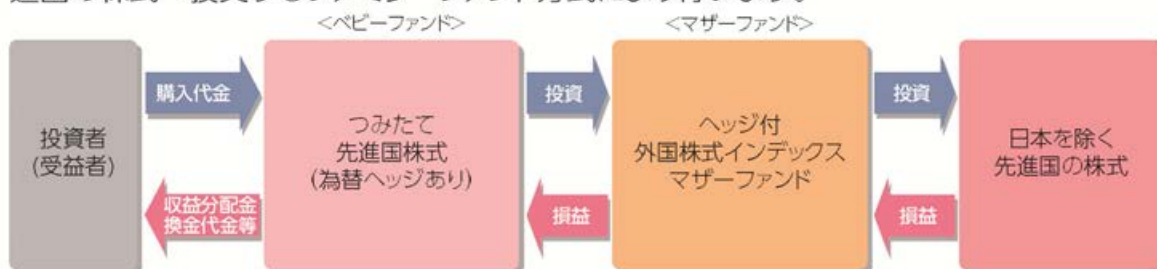 <ベビーファンド>
<マザーファンド>
投資者
(受益者)
購入代金
収益分配金
換金代金等
つみたて
先進国株式
(為替ヘッジあり)
投資
損益
ヘッジ付
外国株式インデックス
マザーファンド
投資
損益
日本を除く
先進国の株式